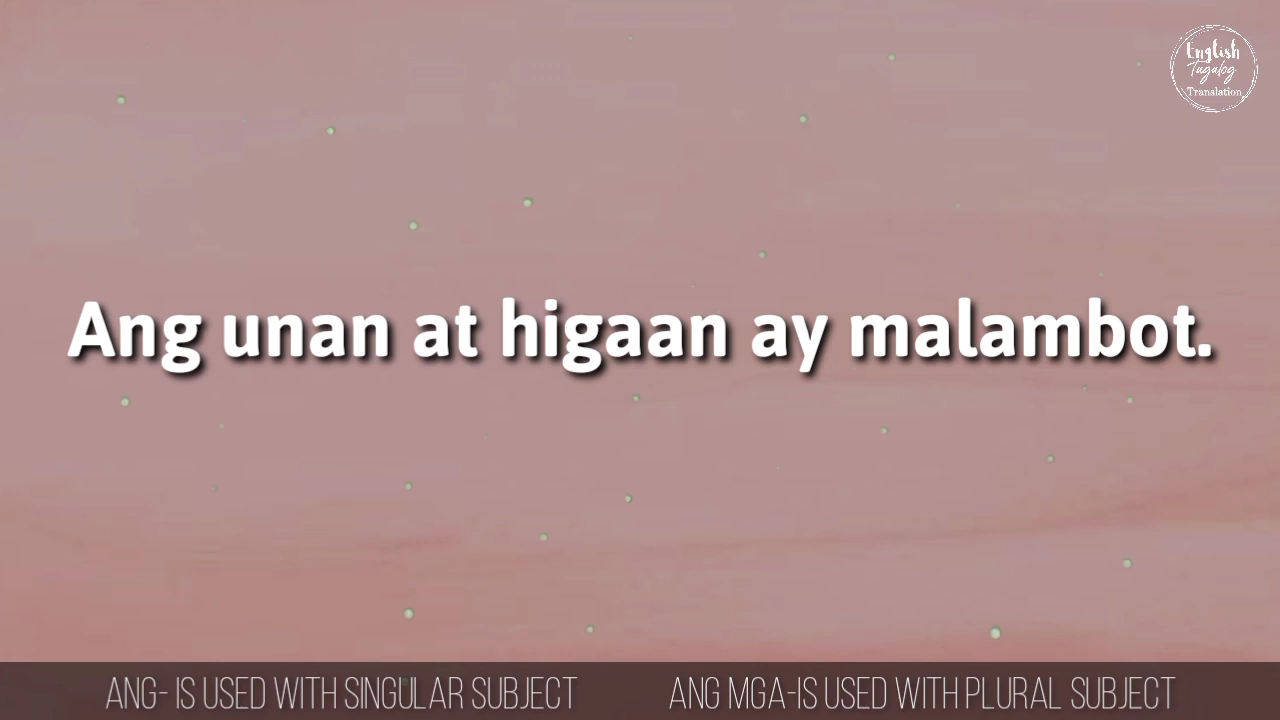 English
Tagalog
Translation
Ang unan at higaan ay malambot.
ANG- IS USED WITH SINGULAR SUBJECT
ANG MGA-IS USED WITH PLURAL SUBJECT